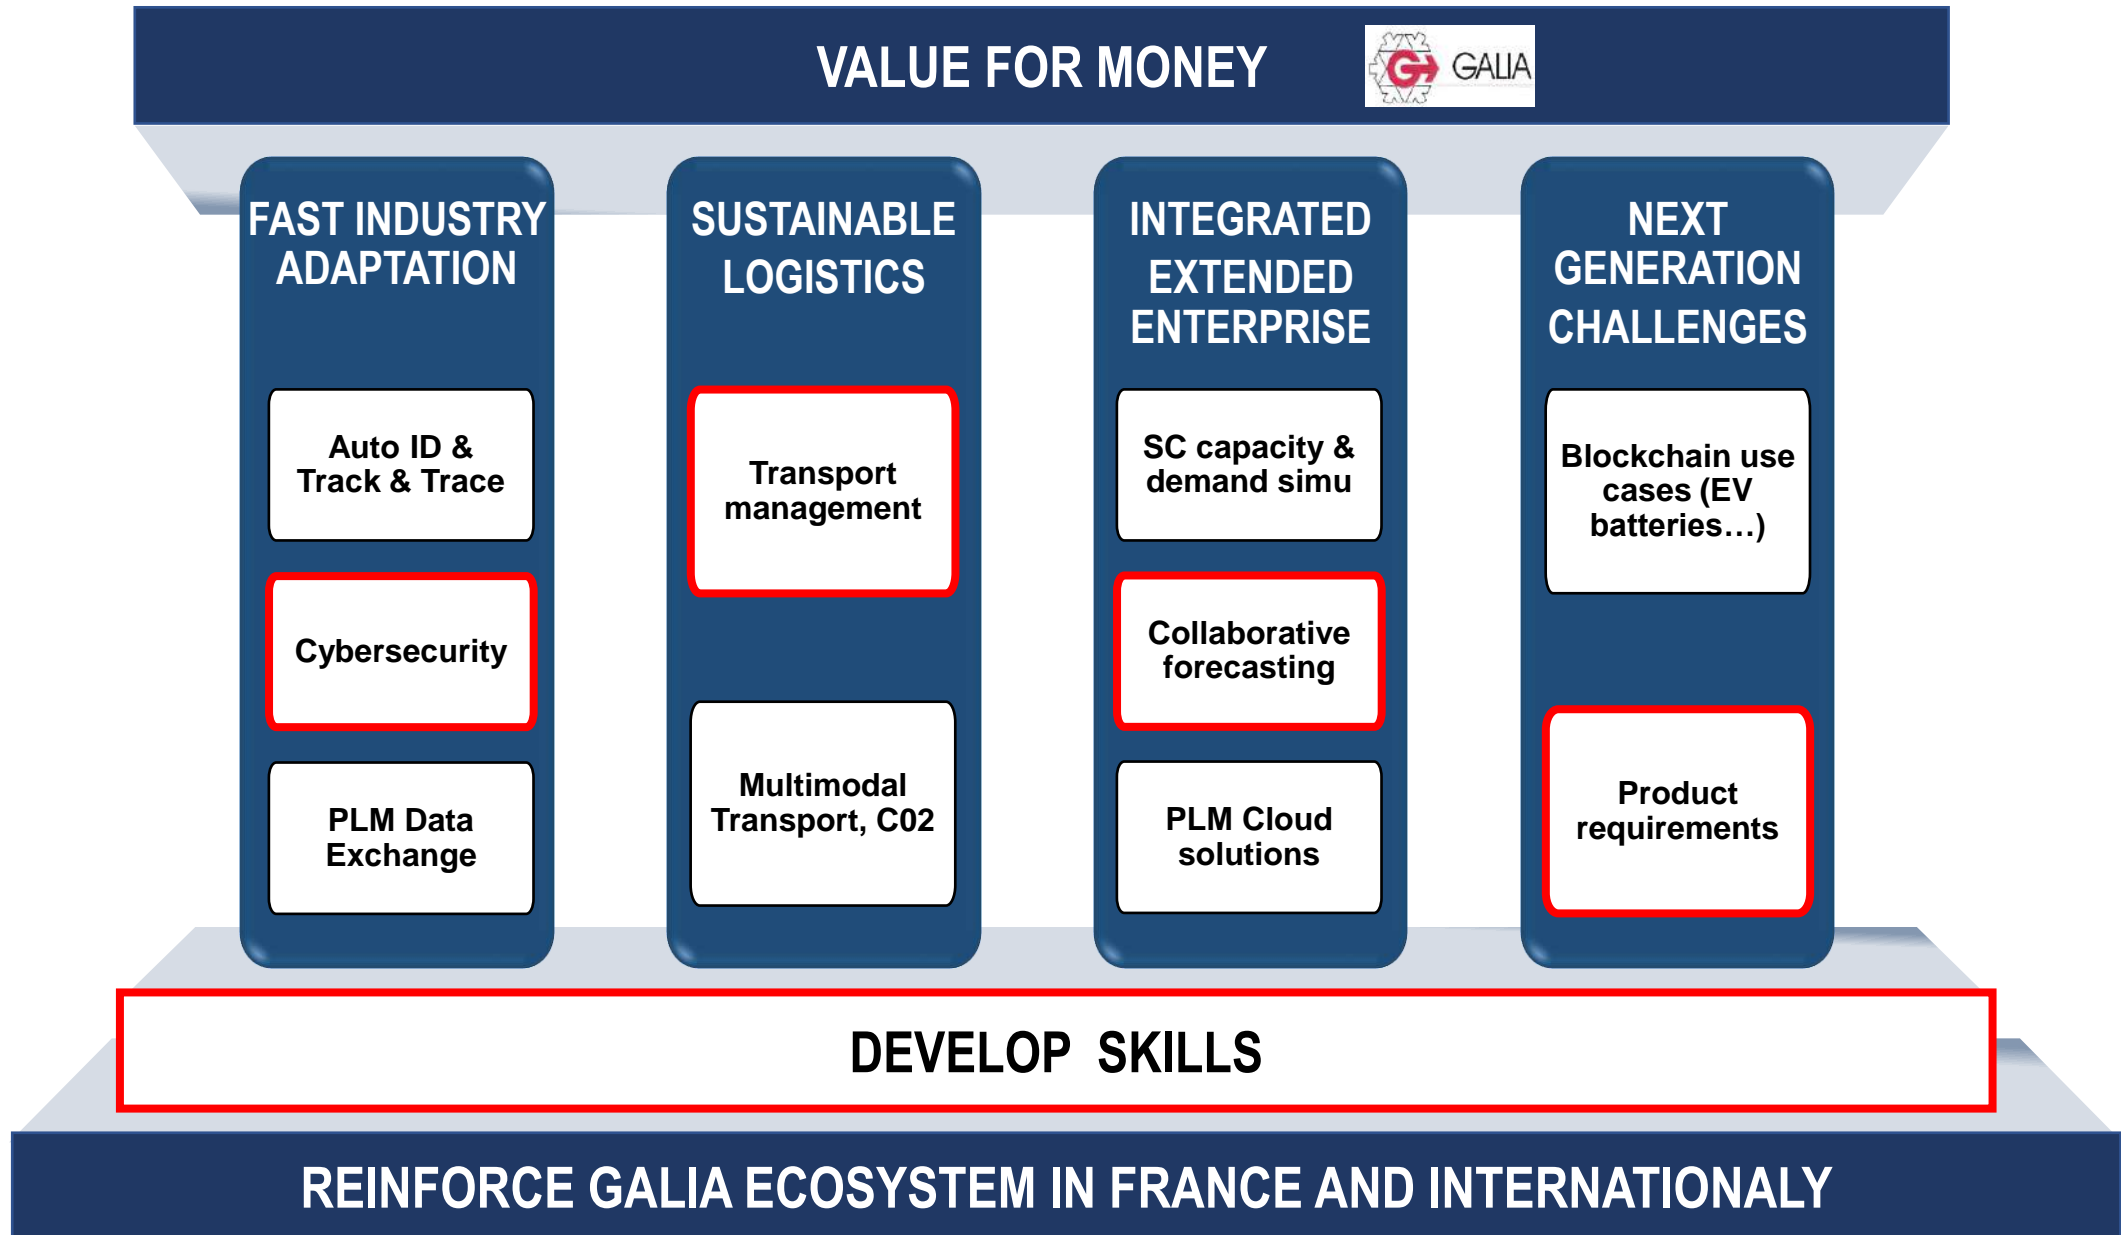 VALUE FOR MONEY
GALIA
FAST INDUSTRY
ADAPTATION
Auto ID &
Track & Trace
Cybersecurity
PLM Data
Exchange
SUSTAINABLE
LOGISTICS
Transport
management
Multimodal
Transport, C02
INTEGRATED
EXTENDED
ENTERPRISE
SC capacity &
demand simu
Collaborative
forecasting
PLM Cloud
solutions
NEXT
GENERATION
CHALLENGES
Blockchain use
cases (EV
batteries…)
Product
requirements
DEVELOP  SKILLS
REINFORCE GALIA ECOSYSTEM IN FRANCE AND INTERNATIONALY